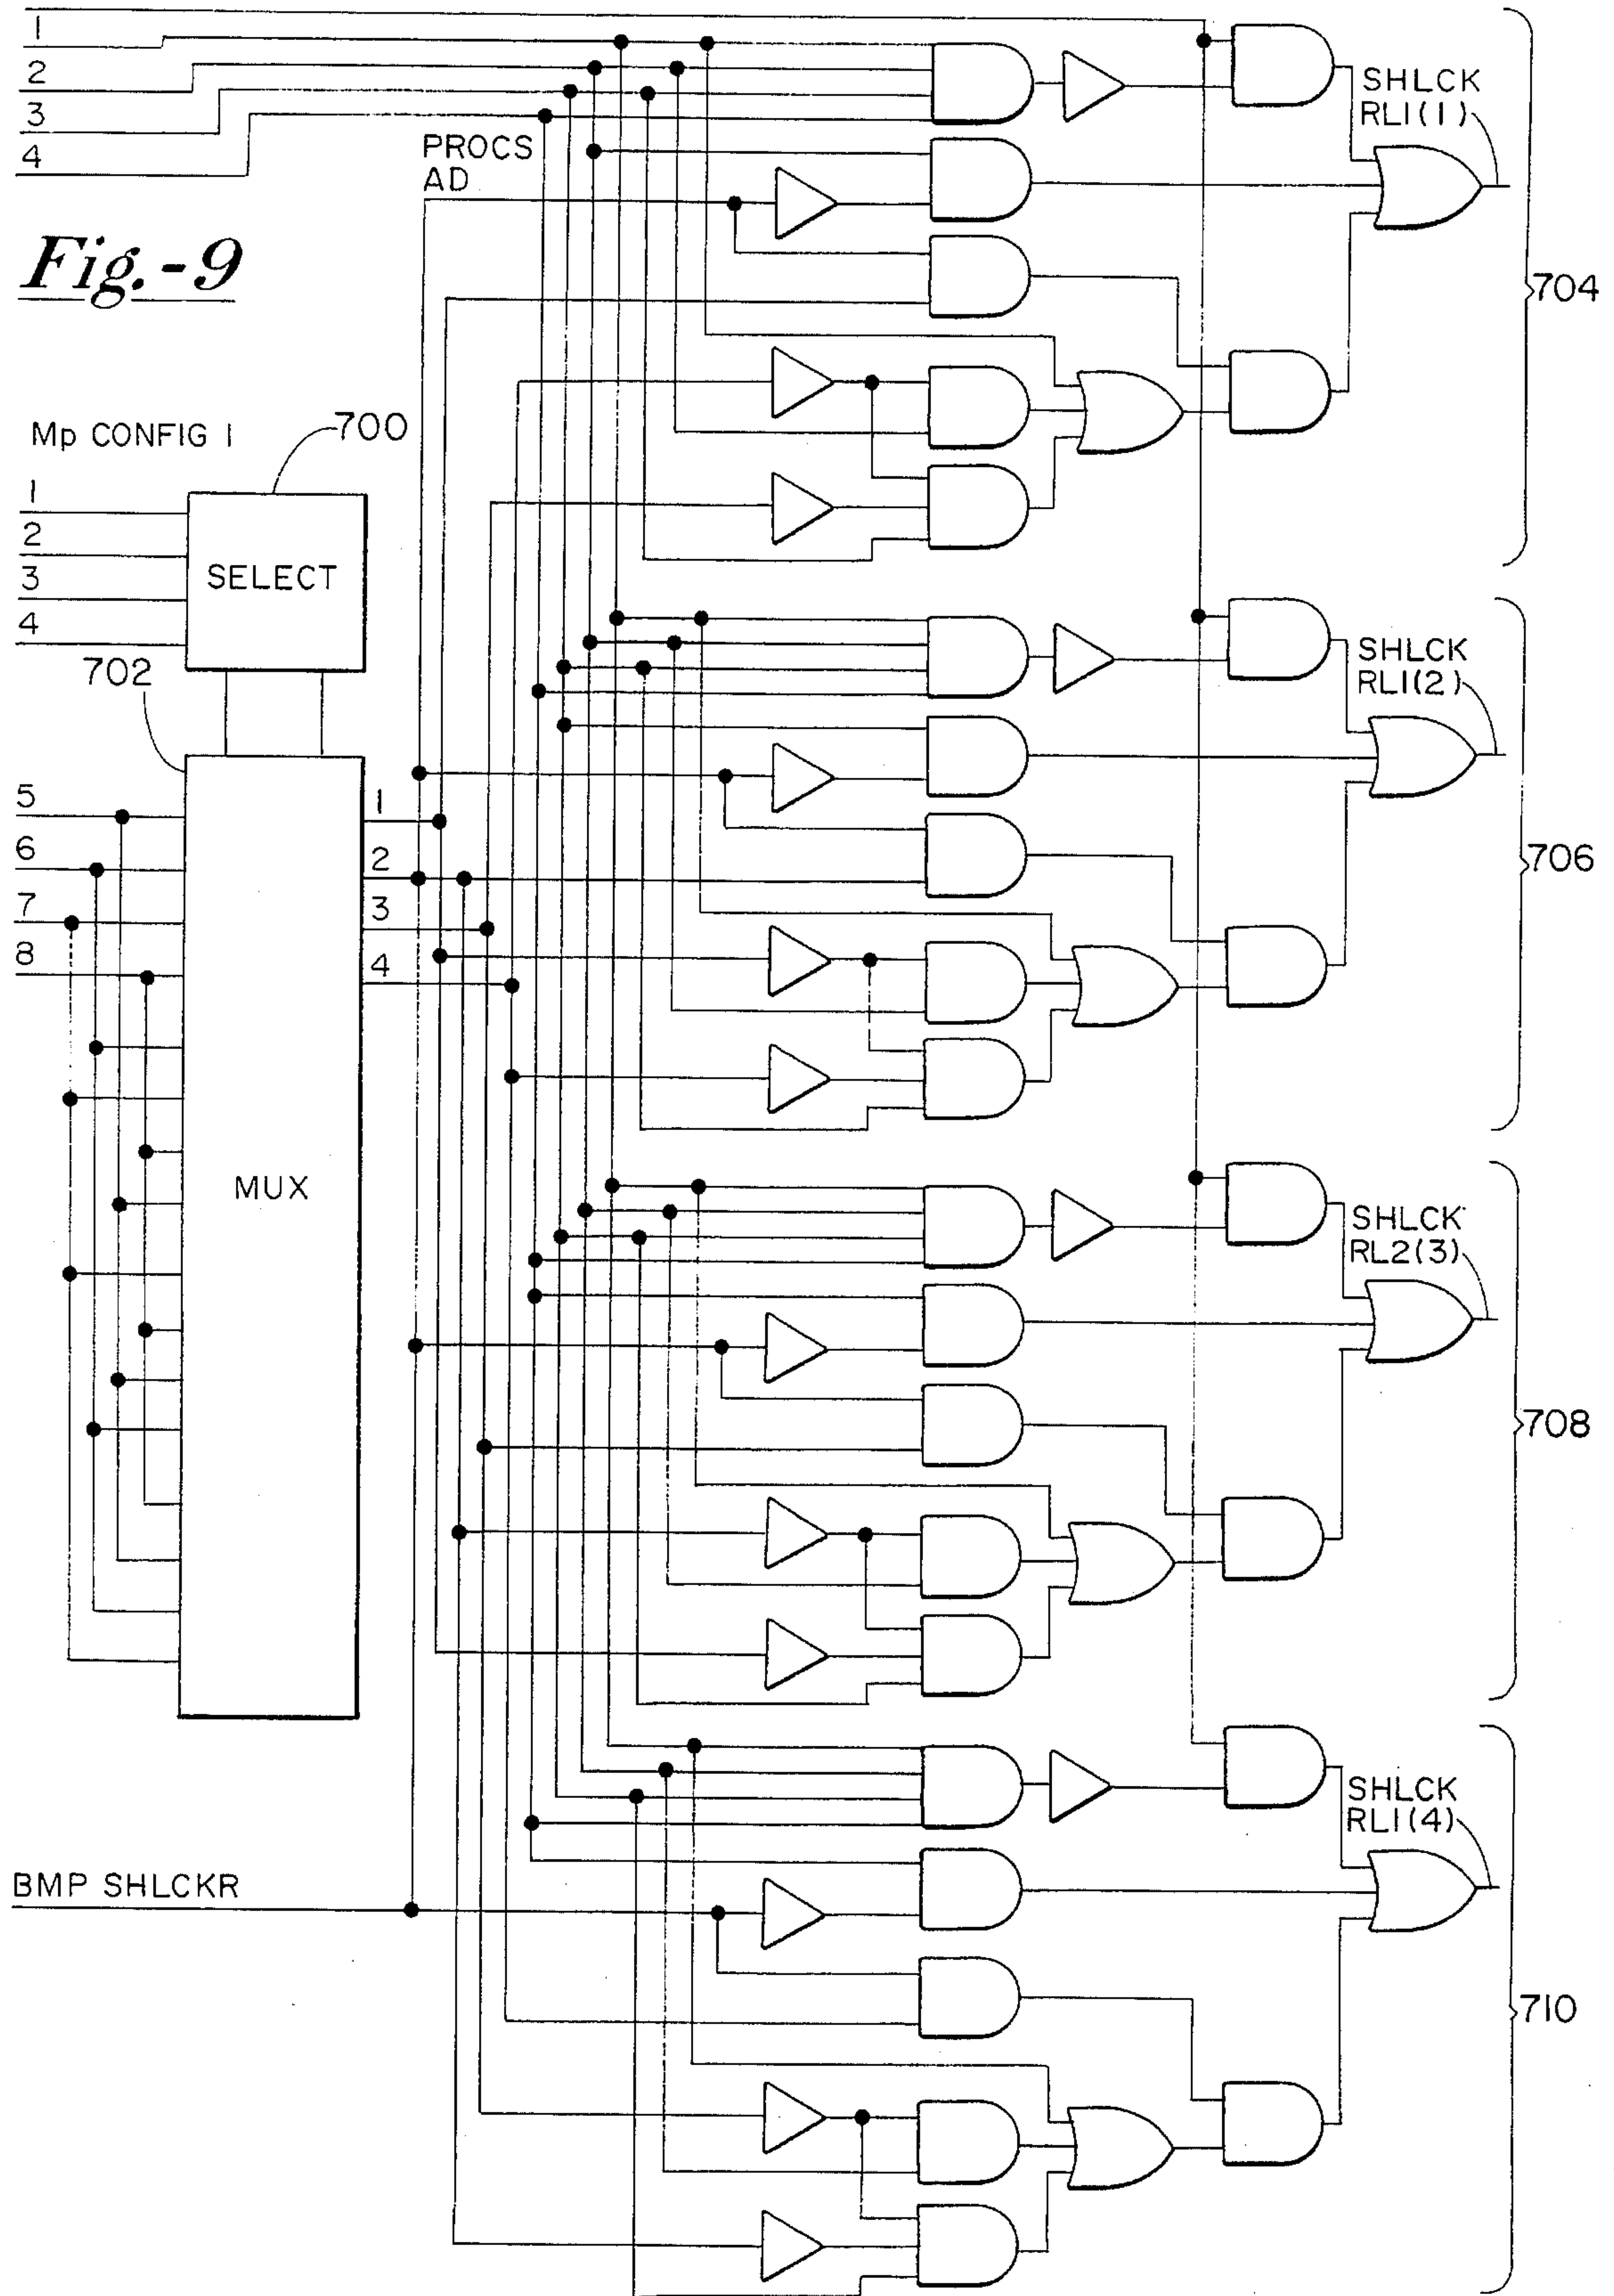 1
2
3
4
PROCS
AD
SHLCK
RL1(1)
Fig.-9
704
Mp CONFIG 1
700
1
2
3
4
SELECT
702
SHLCK
RL1(2)
706
5
6
7
8
1
2
3
4
MUX
SHLCK
RL2(3)
708
SHLCK
RL1(4)
BMP SHLCKR
710